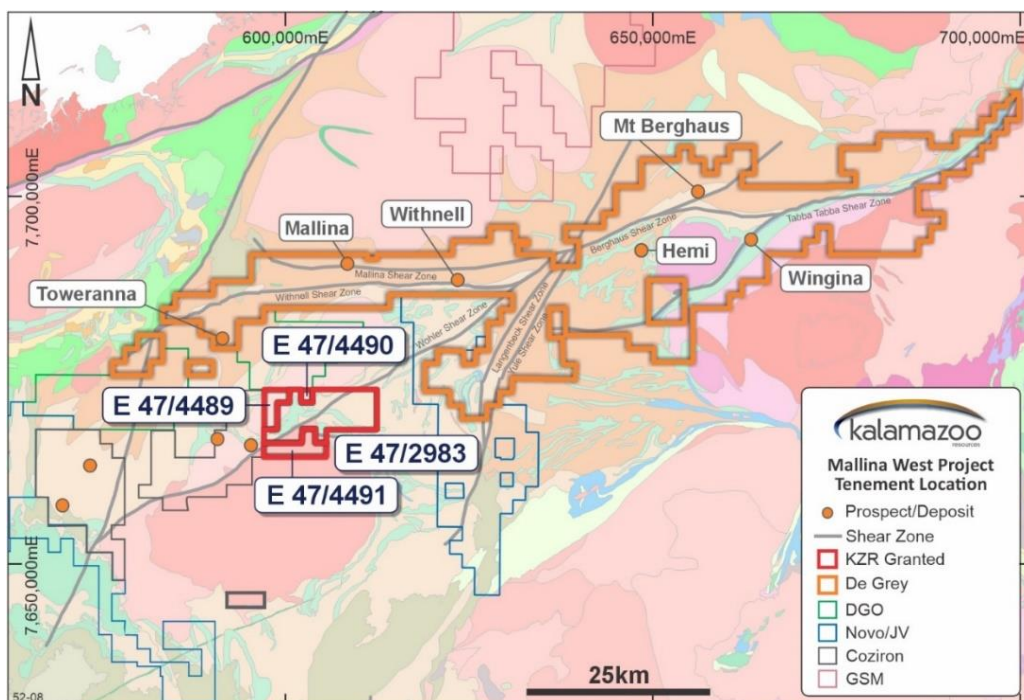 600,000mE
650,000mE
700,000mE
N
Mt Berghaus
7,700,000mE
Withnell
Mallina
Tabba Tabba Shear Zone
Berghaus Shear Zone
Hemi
Mallina Shear Zone
Wingina
Toweranna
Withnell Shear Zone
Wohler Shear Zone
Langenbeck Shear Zone
Yule Shear Zone
E 47/4490
E 47/4489
E 47/2983
E 47/4491
7,650,000mE
25km
52-08
kalamazoo
resources
Mallina West Project
Tenement Location
Prospect/Deposit
Shear Zone
KZR Granted
De Grey
DGO
Novo/JV
Coziron
GSM